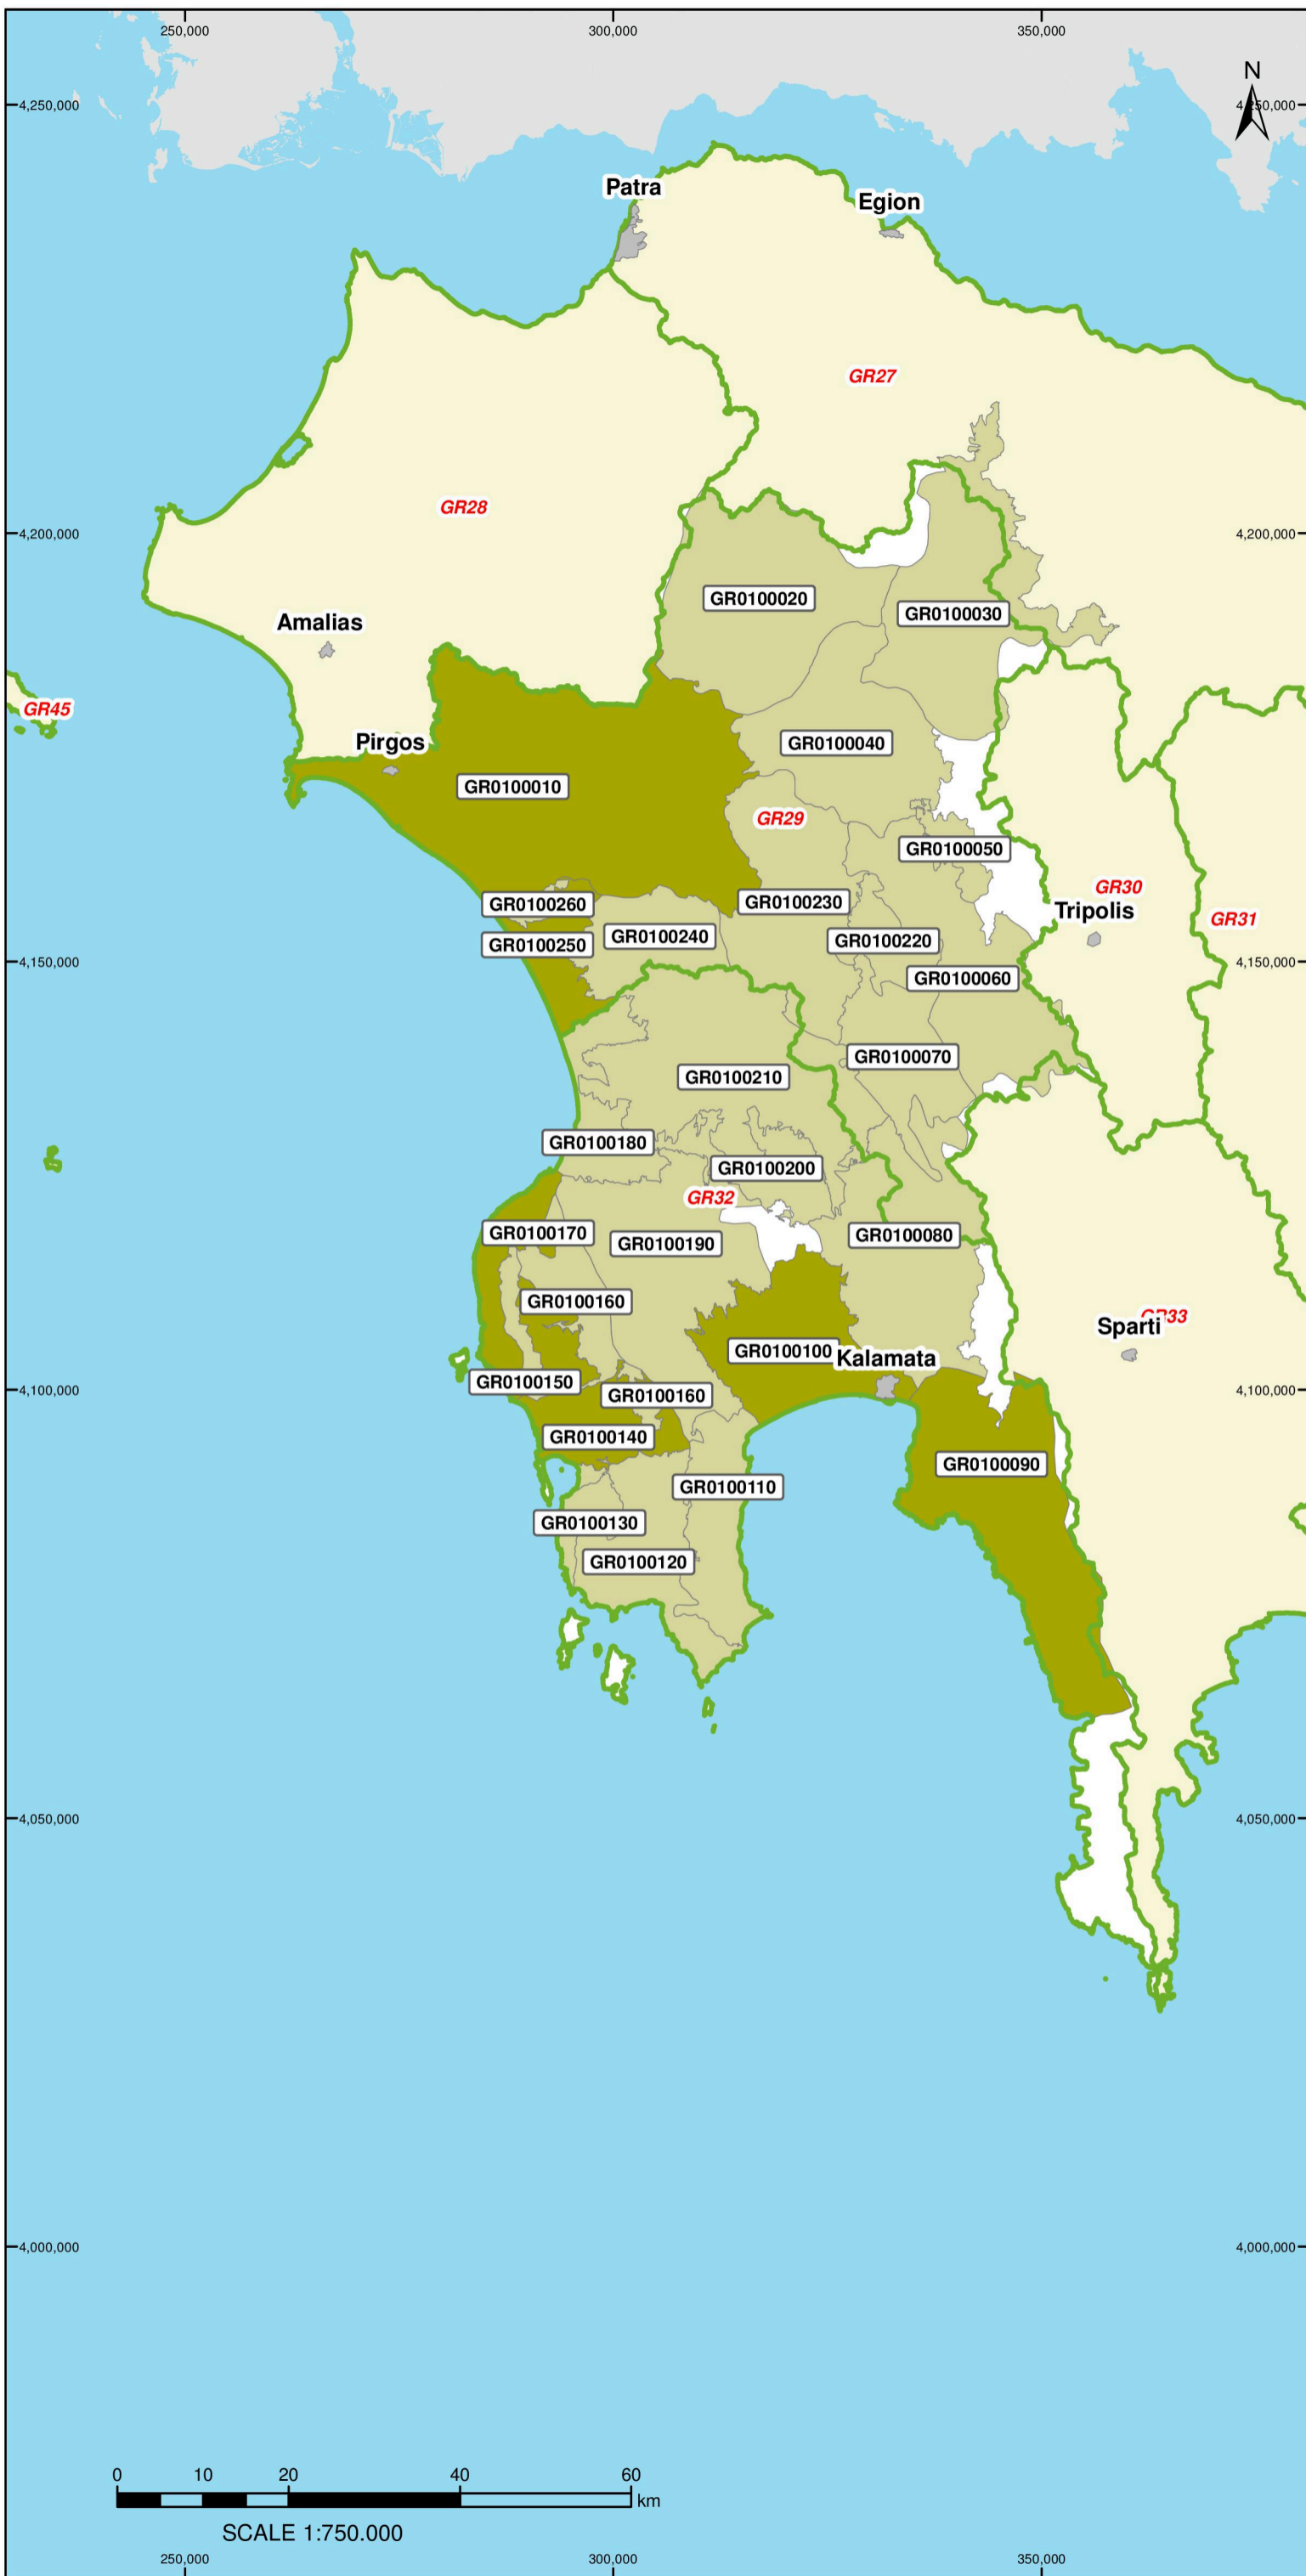 250,000 300,000 350,000
N
4,250,000 4,250,000
Patra
Egion
GR27
GR28
4,200,000 4,200,000
GR0100020
GR0100030
Amalias
GR45
Pirgos
GR0100040
GR0100010
GR29
GR0100050
GR30
GR0100260 GR0100230
Tripolis
GR31
GR0100250 GR0100240 GR0100220
4,150,000 4,150,000
GR0100060
GR0100070
GR0100210
GR0100180
GR0100200
GR32
GR0100170 GR0100190 GR0100080
GR0100160
GR33
Sparti
GR0100100
Kalamata
GR0100150
4,100,000 4,100,000
GR0100160
GR0100140
GR0100090
GR0100110
GR0100130
GR0100120
4,050,000 4,050,000
4,000,000 4,000,000
0 10 20 40 60
km
SCALE 1:750.000
250,000 300,000 350,000